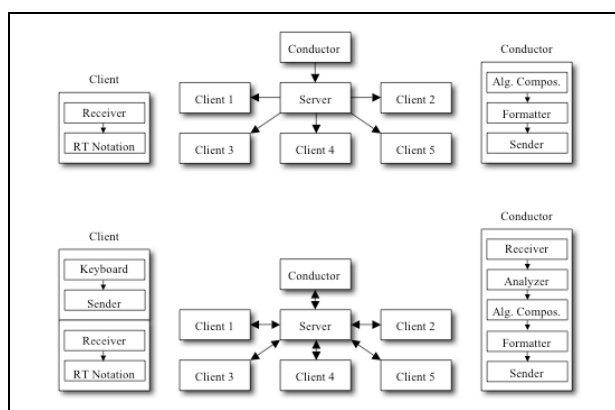 Client
Receiver
RT Notation
Conductor
Client 1
Server
Client 2
Client 3
Client 4
Client 5
Conductor
Alg. Compos.
Formatter
Sender
Client
Keyboard
Sender
Receiver
RT Notation
Conductor
Client 1
Server
Client 2
Client 3
Client 4
Client 5
Conductor
Receiver
Analyzer
Alg. Compos.
Formatter
Sender